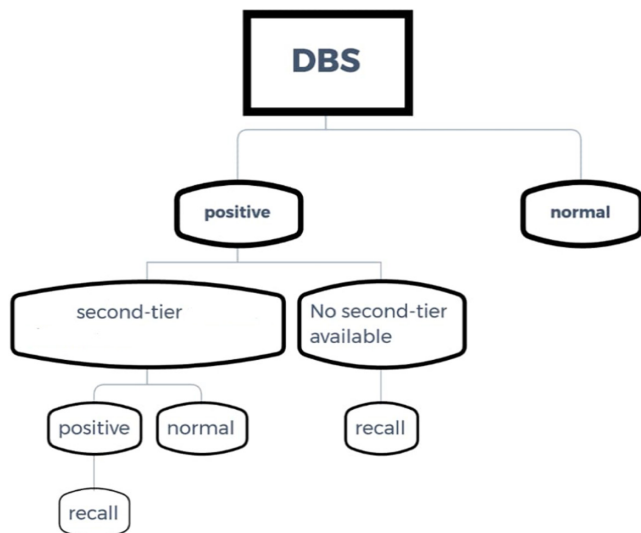 DBS
positive
normal
second-tier
No second-tier
available
positive
normal
recall
recall